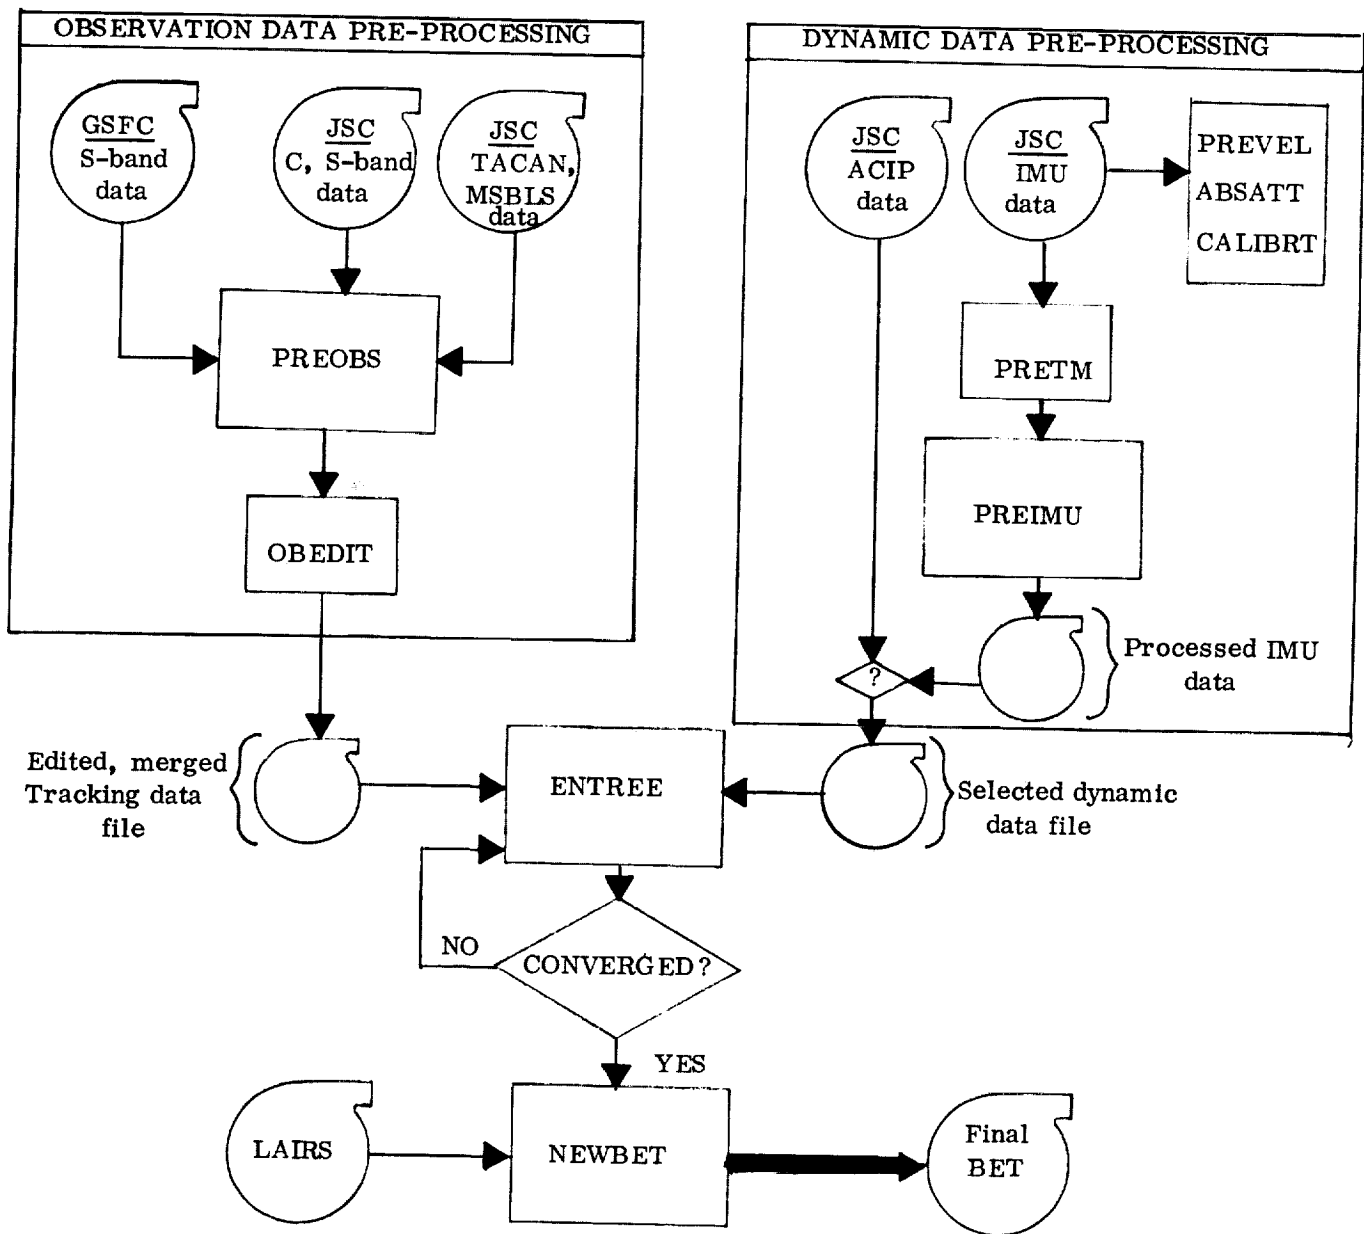 OBSERVATION DATA PRE-PROCESSING
GSFC
S-band
data
JSC
C, S-band
data
JSC
TACAN,
MSBLS
data
PREOBS
OBEDIT
DYNAMIC DATA PRE-PROCESSING
JSC
ACIP
data
JSC
IMU
data
PREVEL
ABSATT
CALIBRT
PRETM
PREIMU
Processed IMU
data
?
Edited, merged
Tracking data
file
ENTREE
Selected dynamic
data file
NO
CONVERGED?
YES
LAIRS
NEWBET
Final
BET